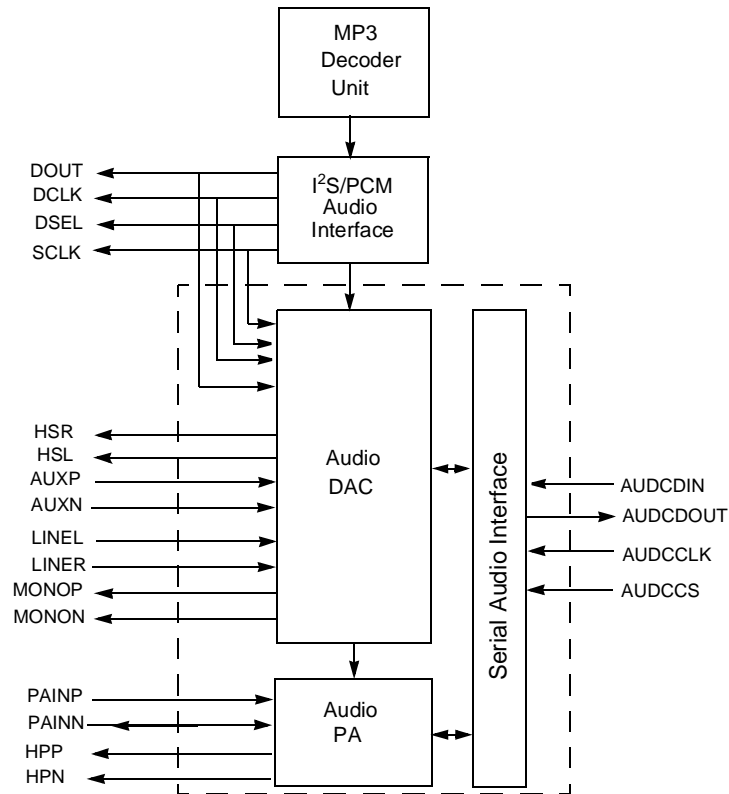 MP3
Decoder
Unit
I²S/PCM
Audio
Interface
DOUT
DCLK
DSEL
SCLK
HSR
HSL
AUXP
AUXN
LINEL
LINER
MONOP
MONON
Audio
DAC
Serial Audio Interface
AUDCDIN
AUDCDOUT
AUDCCLK
AUDCCS
PAINP
PAINN
HPP
HPN
Audio
PA